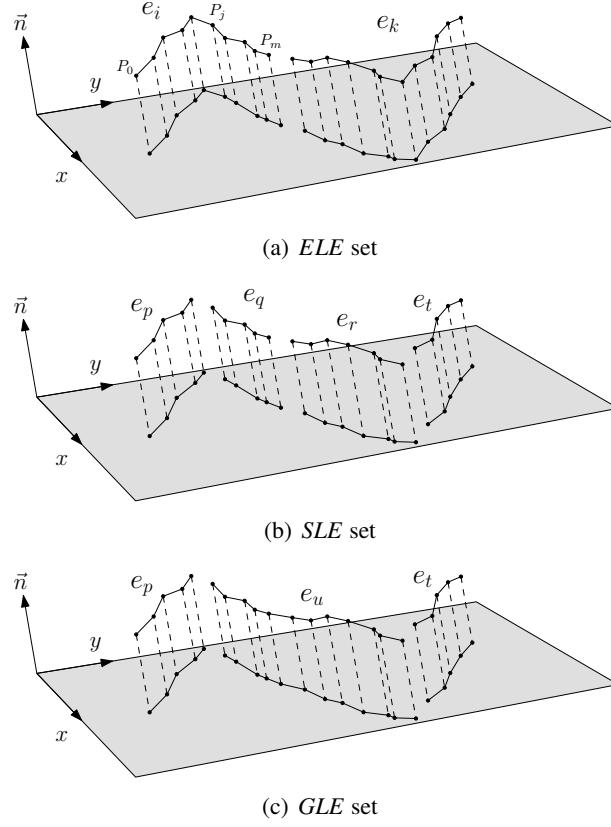 n⃗
e_i
P_j
e_k
P_0
P_m
y
x
(a) ELE set
n⃗
e_p
e_q
e_r
e_t
y
x
(b) SLE set
n⃗
e_p
e_u
e_t
y
x
(c) GLE set